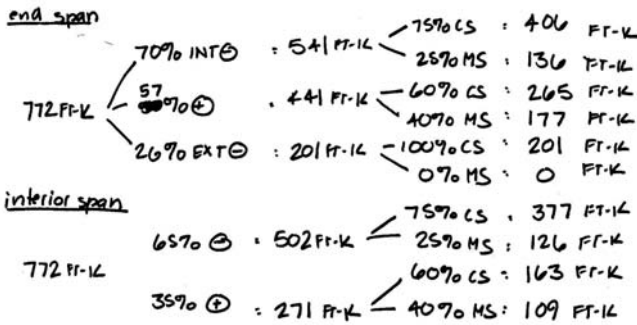 end span
75% CS : 406 FT-K
70% INT ⊖ : 541 FT-K
25% MS : 136 FT-K
57
60% CS : 265 FT-K
772 FT-K % ⊕ . 441 FT-K
40% MS : 177 FT-K
26% EXT ⊖ : 201 FT-K 100% CS : 201 FT-K
0% MS : 0 FT-K
interior span
75% CS . 377 FT-K
65% ⊖ : 502 FT-K
25% MS : 126 FT-K
772 FT-K
60% CS : 163 FT-K
35% ⊕ : 271 FT-K
40% MS : 109 FT-K